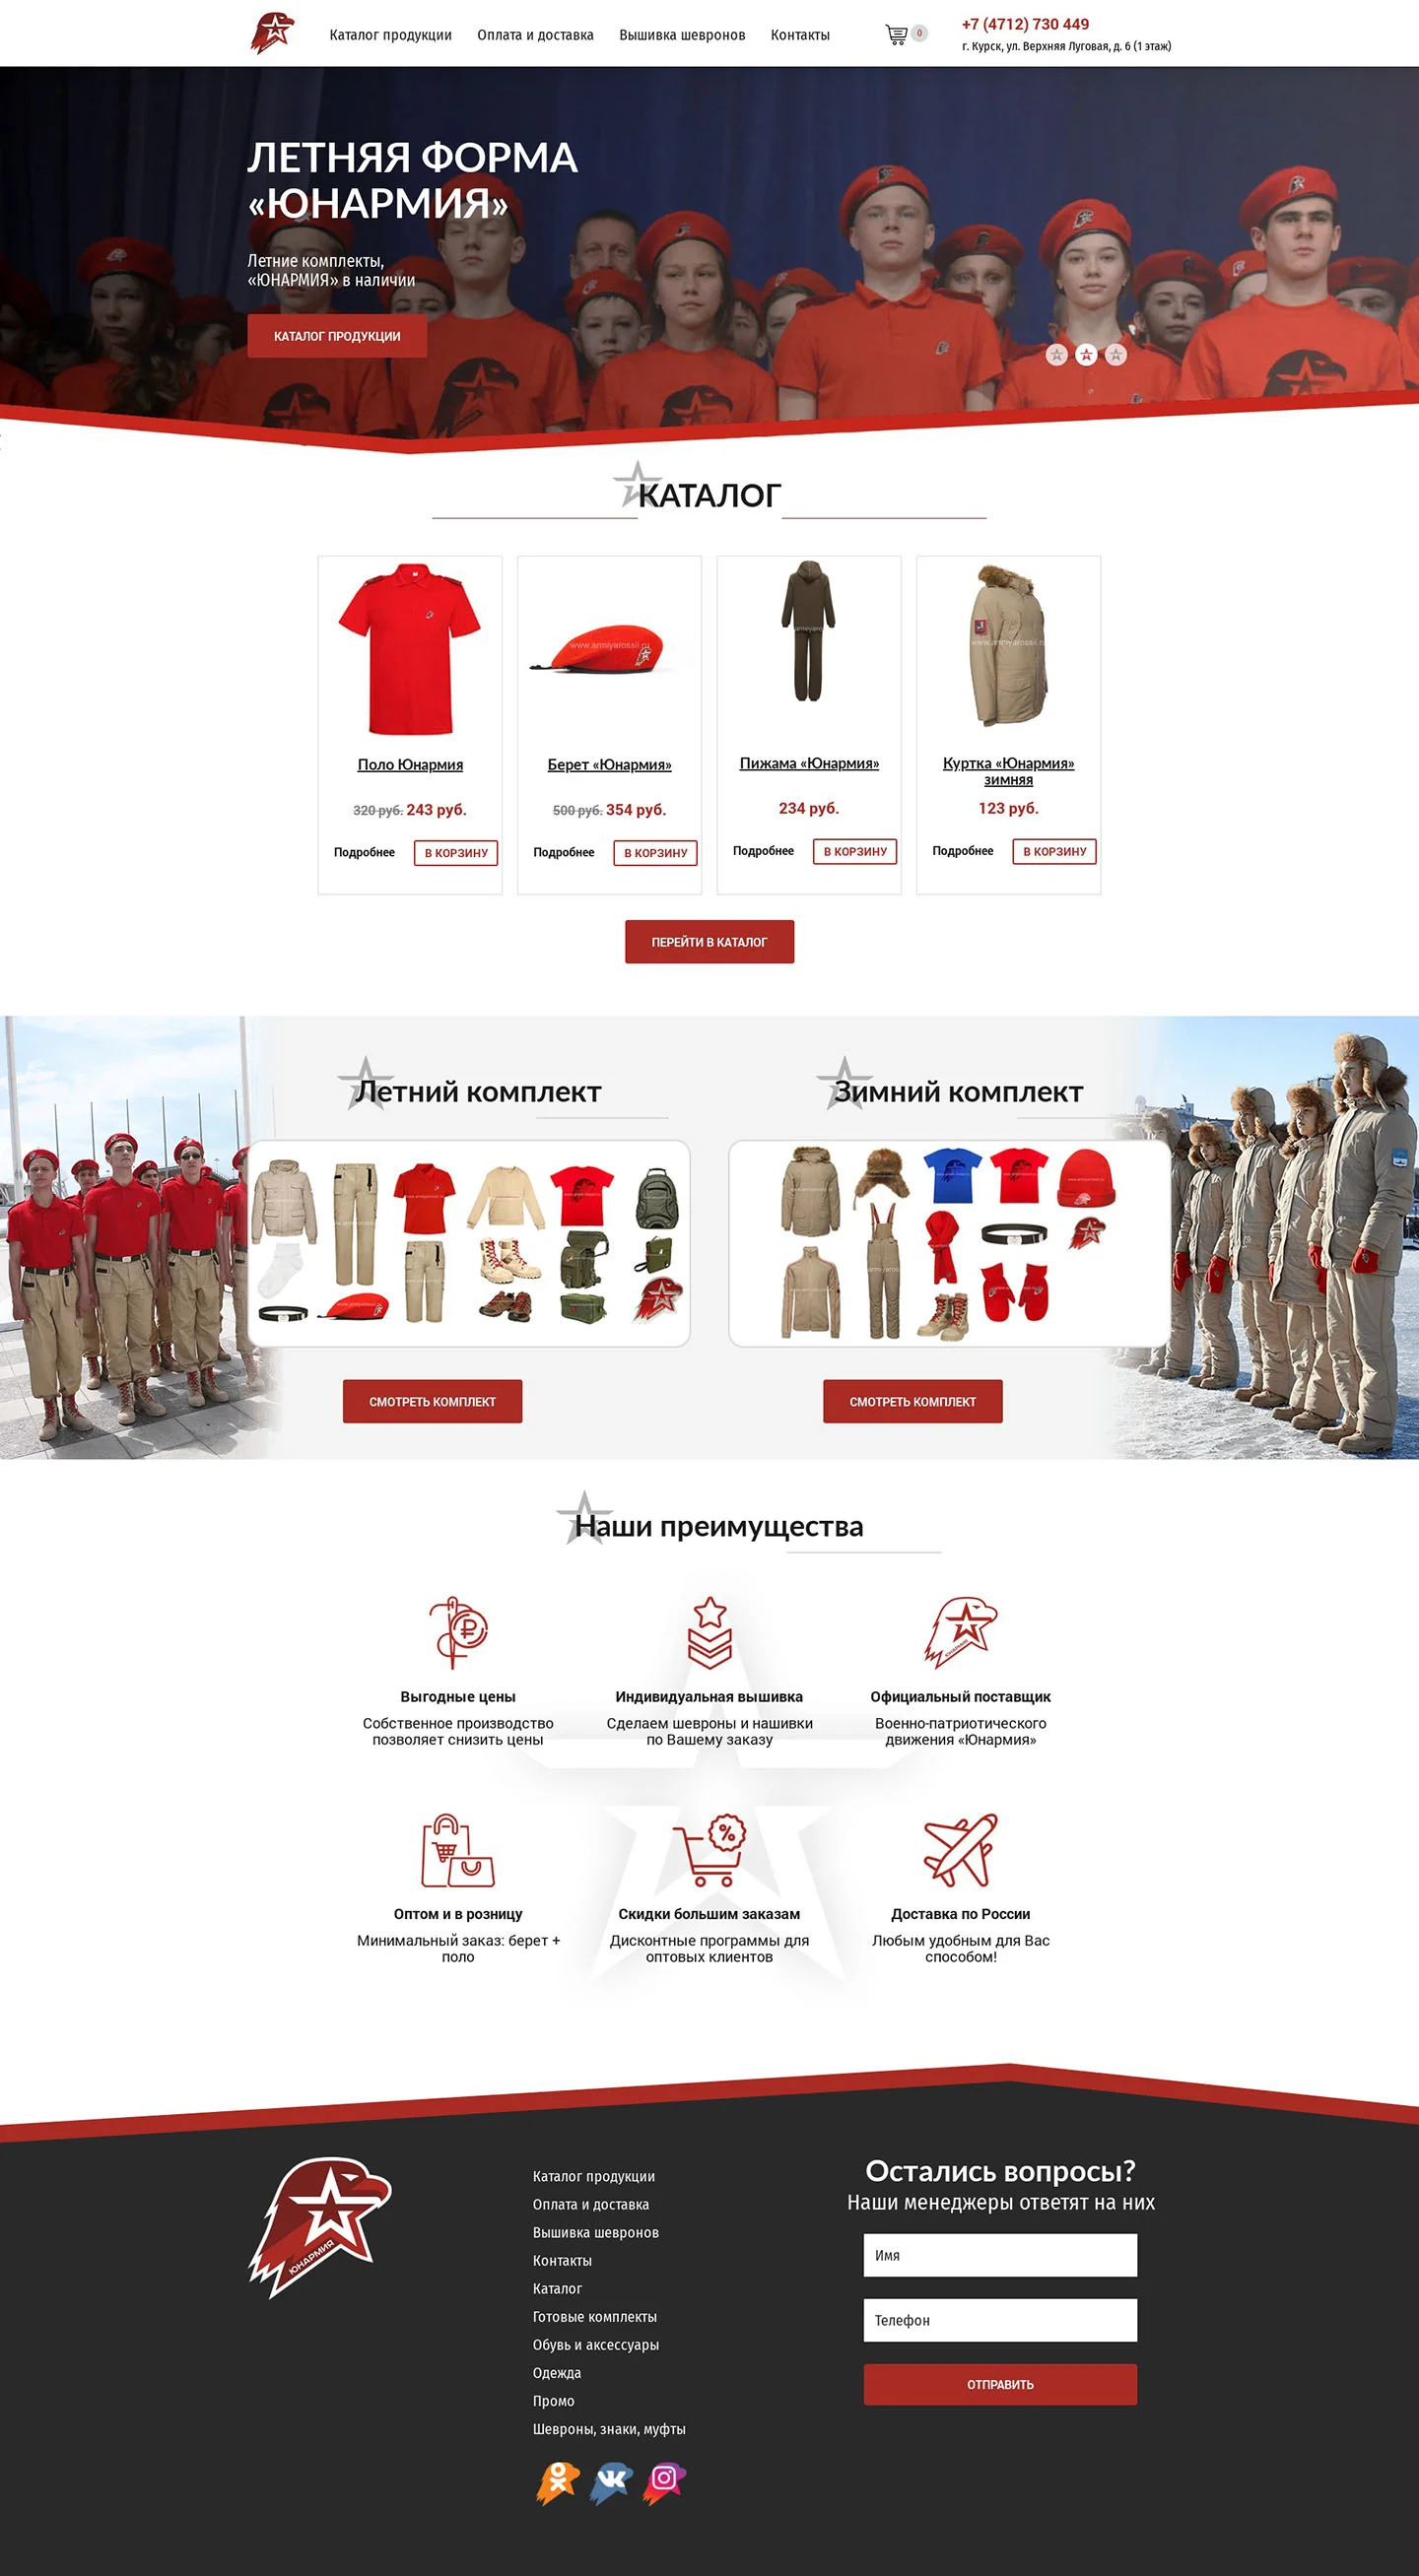 Каталог продукции
Оплата и доставка
Вышивка шевронов
Контакты
0
+7 (4712) 730 449
г. Курск, ул. Верхняя Луговая, д. 6 (1 этаж)
ЛЕТНЯЯ ФОРМА
«ЮНАРМИЯ»
Летние комплекты,
«ЮНАРМИЯ» в наличии
КАТАЛОГ ПРОДУКЦИИ
КАТАЛОГ
www.armiyarossii.ru
Поло Юнармия
320 руб. 243 руб.
Подробнее
В КОРЗИНУ
Берет «Юнармия»
500 руб. 354 руб.
Подробнее
В КОРЗИНУ
Пижама «Юнармия»
234 руб.
Подробнее
В КОРЗИНУ
www.armiyarossii.ru
Куртка «Юнармия»
зимняя
123 руб.
Подробнее
В КОРЗИНУ
ПЕРЕЙТИ В КАТАЛОГ
Летний комплект
СМОТРЕТЬ КОМПЛЕКТ
Зимний комплект
СМОТРЕТЬ КОМПЛЕКТ
Наши преимущества
Выгодные цены
Собственное производство
позволяет снизить цены
Индивидуальная вышивка
Сделаем шевроны и нашивки
по Вашему заказу
ЮНАРМИЯ
Официальный поставщик
Военно-патриотического
движения «Юнармия»
Оптом и в розницу
Минимальный заказ: берет +
поло
%
Скидки большим заказам
Дисконтные программы для
оптовых клиентов
Доставка по России
Любым удобным для Вас
способом!
ЮНАРМИЯ
Каталог продукции
Оплата и доставка
Вышивка шевронов
Контакты
Каталог
Готовые комплекты
Обувь и аксессуары
Одежда
Промо
Шевроны, знаки, муфты
Остались вопросы?
Наши менеджеры ответят на них
Имя
Телефон
ОТПРАВИТЬ